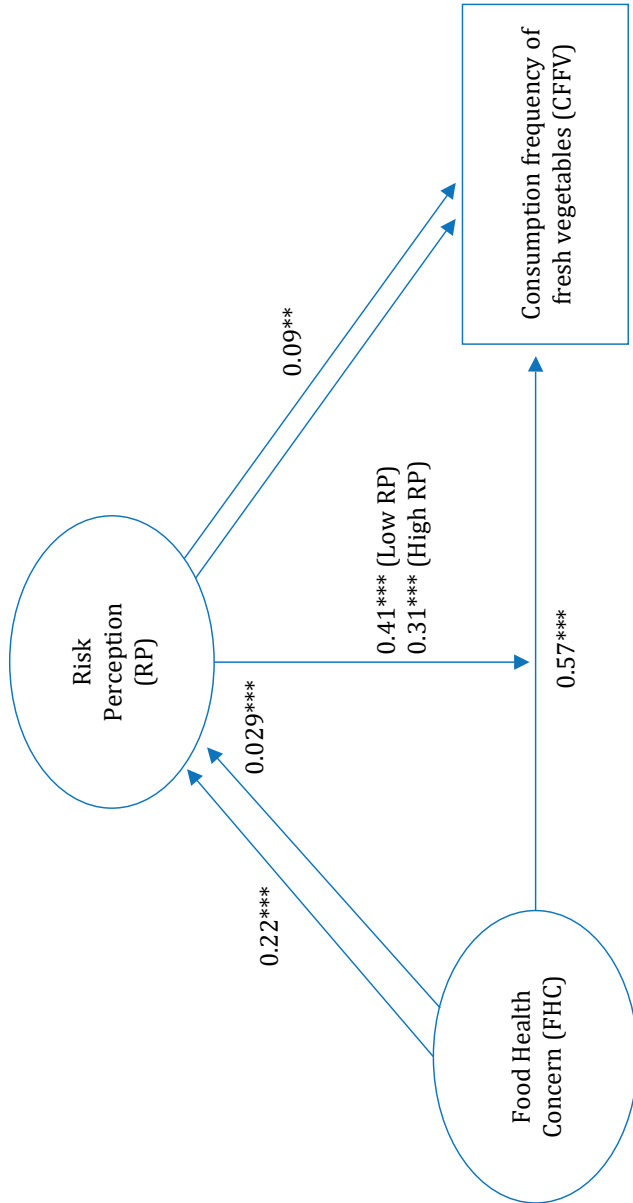 Risk
Perception
(RP)
0.22***
0.029***
0.09**
0.41*** (Low RP)
0.31*** (High RP)
Food Health
Concern (FHC)
0.57***
Consumption frequency of
fresh vegetables (CFFV)